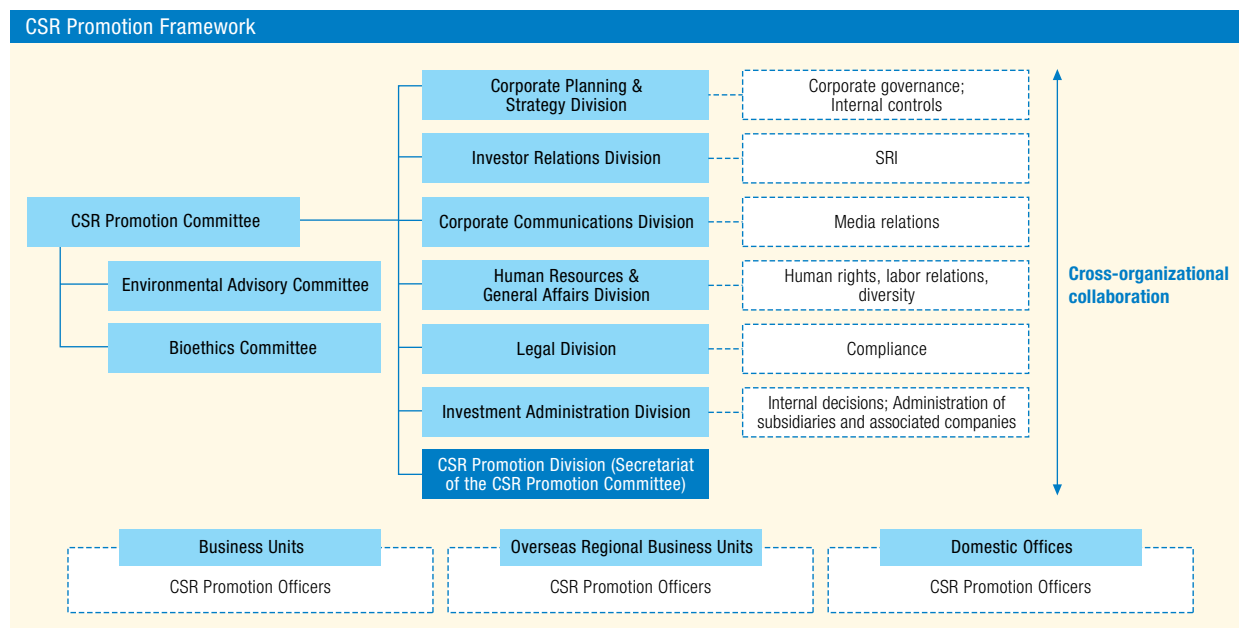 CSR Promotion Framework
CSR Promotion Committee
Environmental Advisory Committee
Bioethics Committee
Corporate Planning &
Strategy Division
Corporate governance;
Internal controls
Investor Relations Division
SRI
Corporate Communications Division
Media relations
Human Resources &
General Affairs Division
Human rights, labor relations,
diversity
Legal Division
Compliance
Investment Administration Division
Internal decisions; Administration of
subsidiaries and associated companies
CSR Promotion Division (Secretariat
of the CSR Promotion Committee)
Cross-organizational
collaboration
Business Units
CSR Promotion Officers
Overseas Regional Business Units
CSR Promotion Officers
Domestic Offices
CSR Promotion Officers